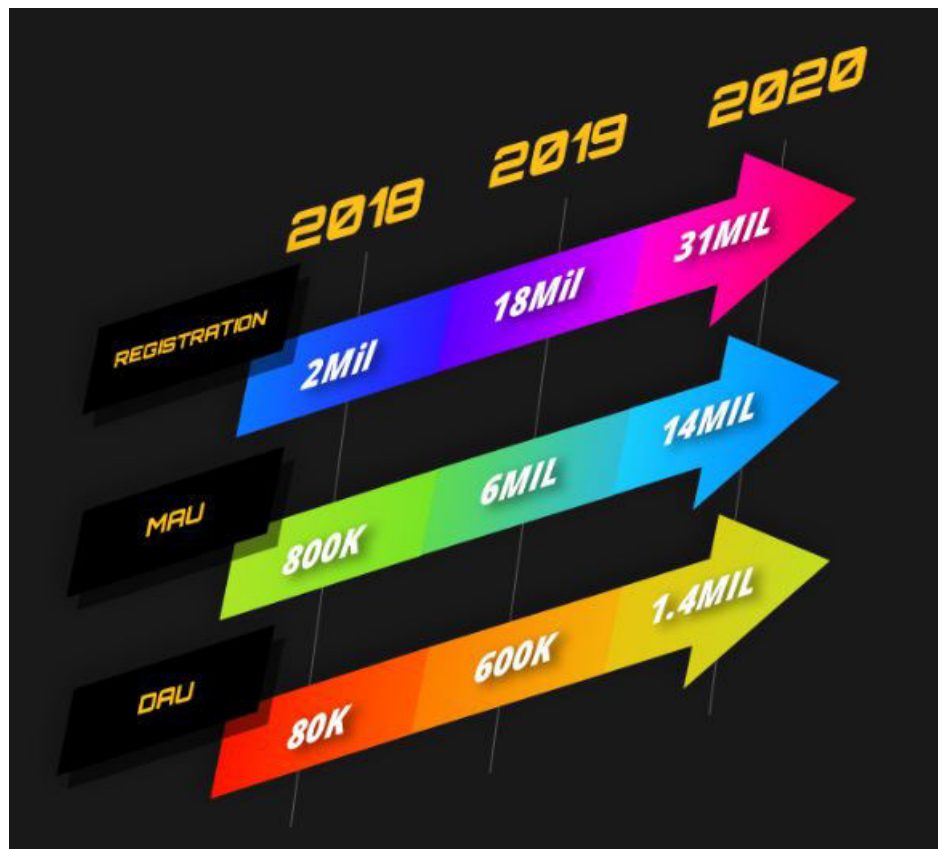 2018 2019 2020
REGISTRATION 2Mil 18Mil 31MIL
MAU 800K 6MIL 14MIL
DAU 80K 600K 1.4MIL